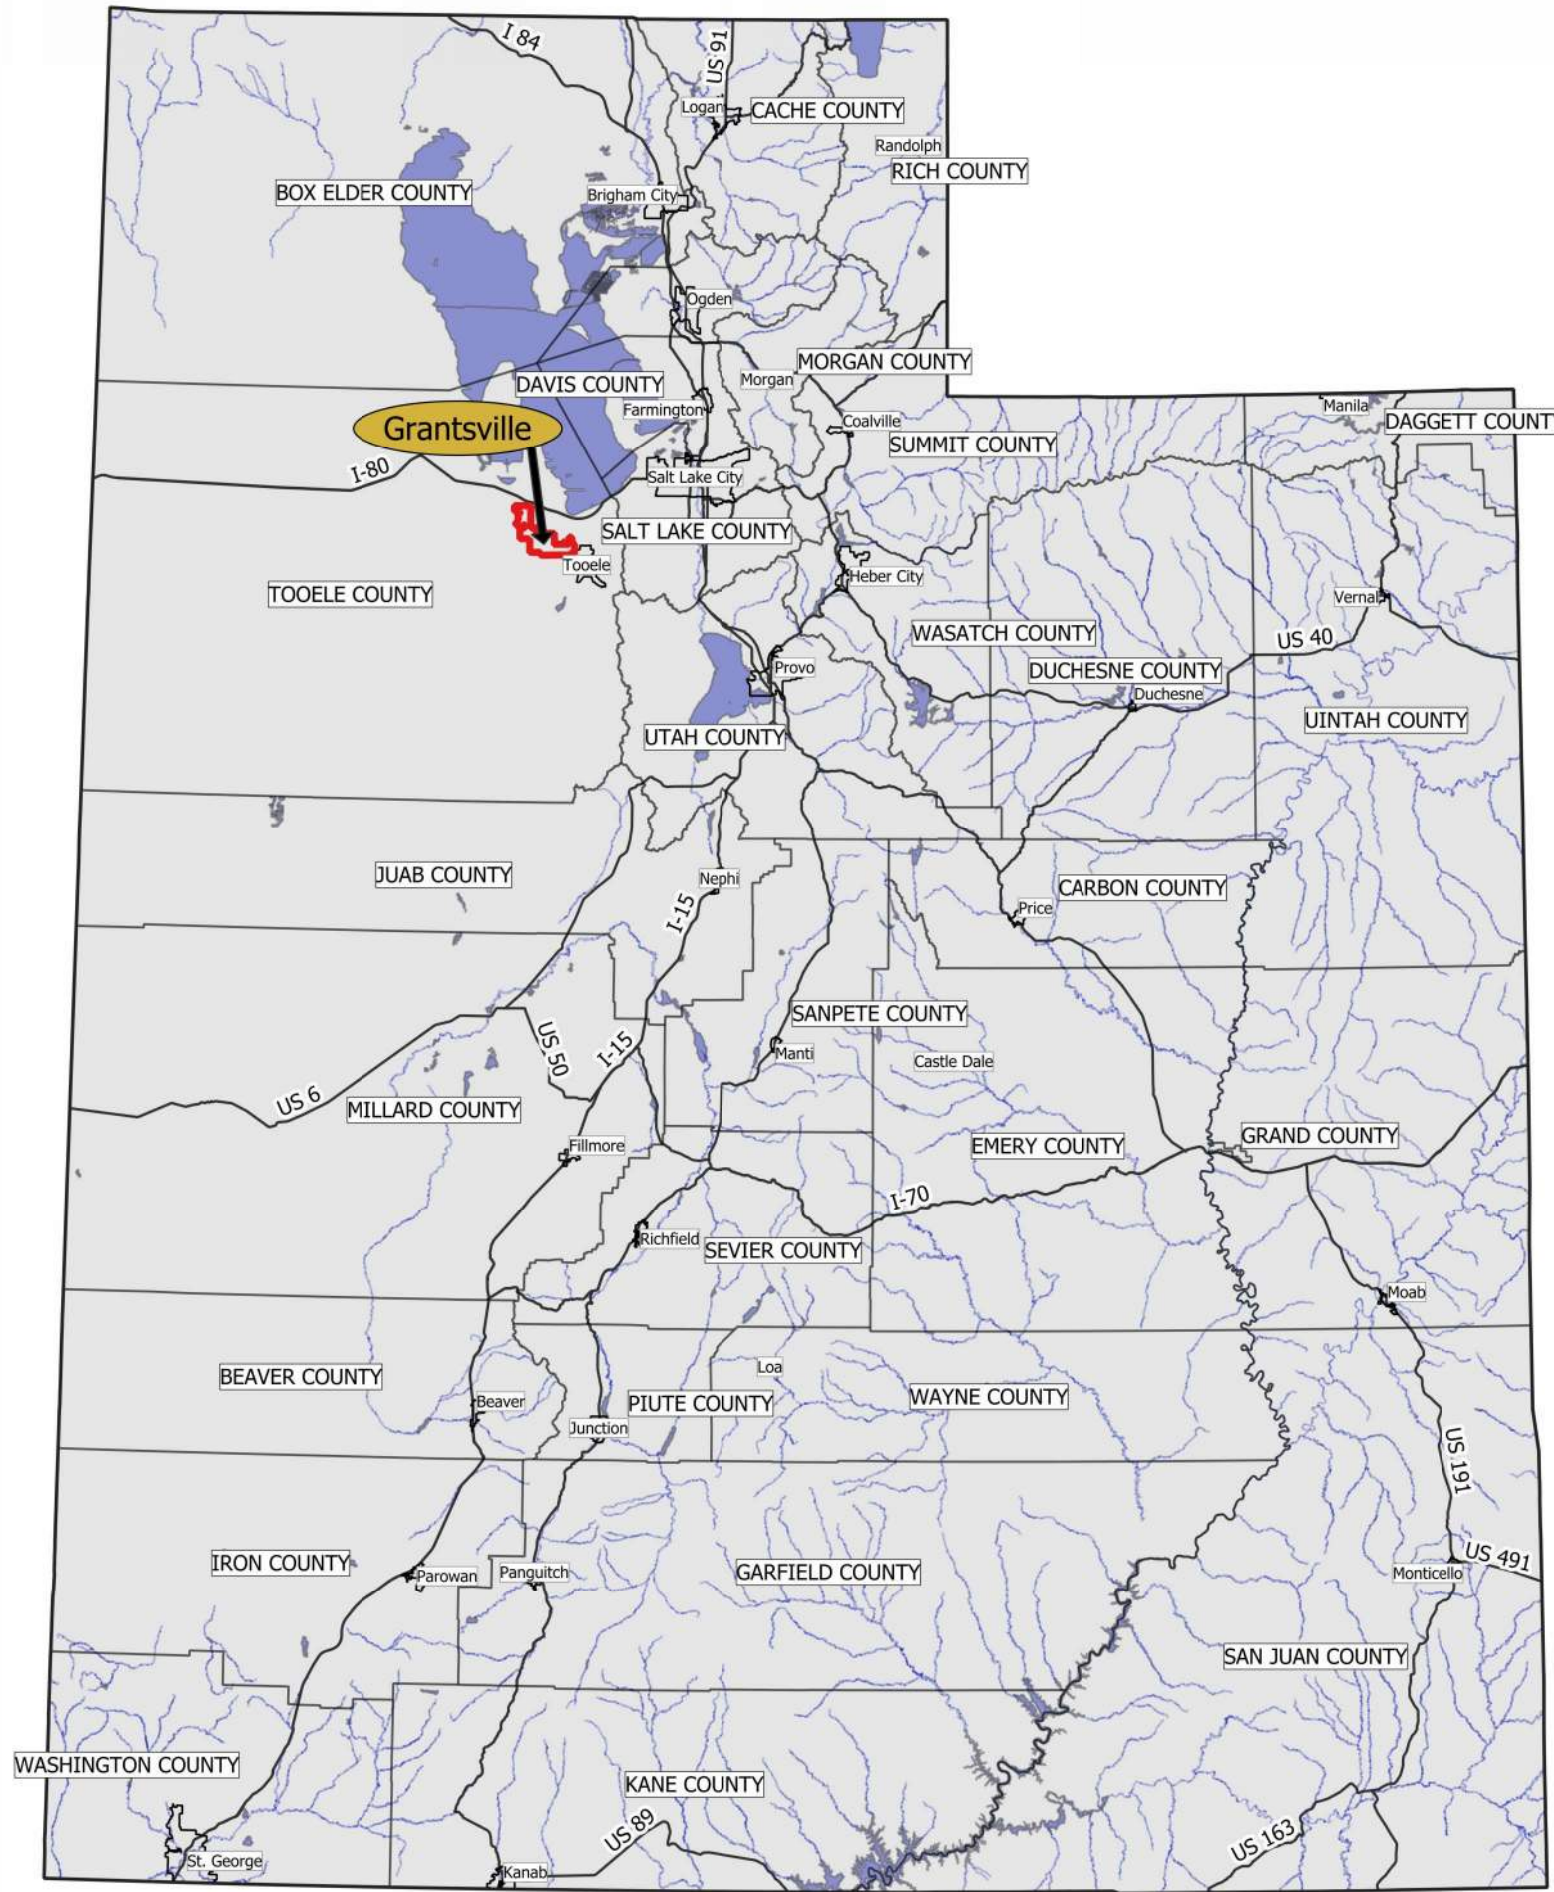 I 84
US 91
Logan
CACHE COUNTY
Randolph
RICH COUNTY
BOX ELDER COUNTY
Brigham City
Ogden
MORGAN COUNTY
Morgan
DAVIS COUNTY
Farmington
Manila
DAGGETT COUNT
Coalville
SUMMIT COUNTY
Grantsville
I-80
Salt Lake City
SALT LAKE COUNTY
Tooele
Heber City
TOOELE COUNTY
Vernal
WASATCH COUNTY
US 40
Provo
DUCHESNE COUNTY
Duchesne
UINTAH COUNTY
UTAH COUNTY
JUAB COUNTY
Nephi
CARBON COUNTY
I-15
Price
SANPETE COUNTY
US 50
I-15
Manti
Castle Dale
US 6
MILLARD COUNTY
Fillmore
EMERY COUNTY
GRAND COUNTY
I-70
Richfield
SEVIER COUNTY
Moab
BEAVER COUNTY
Loa
Beaver
PIUTE COUNTY
WAYNE COUNTY
Junction
US 191
IRON COUNTY
Parowan
Panguitch
GARFIELD COUNTY
US 491
Monticello
SAN JUAN COUNTY
WASHINGTON COUNTY
KANE COUNTY
US 89
US 163
St. George
Kanab